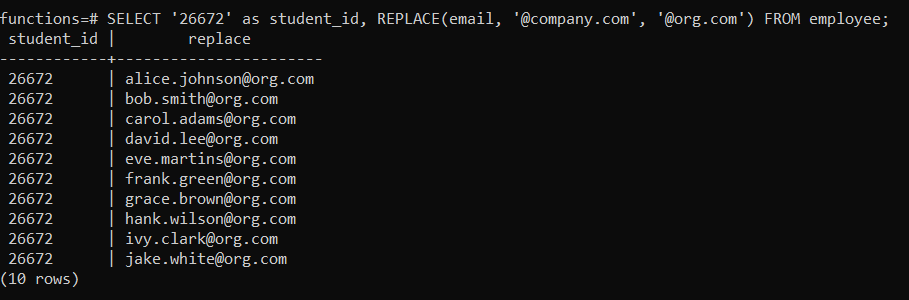 functions=# SELECT '26672' as student_id, REPLACE(email, '@company.com', '@org.com') FROM employee;
 student_id |        replace
------------+-----------------------
 26672      | alice.johnson@org.com
 26672      | bob.smith@org.com
 26672      | carol.adams@org.com
 26672      | david.lee@org.com
 26672      | eve.martins@org.com
 26672      | frank.green@org.com
 26672      | grace.brown@org.com
 26672      | hank.wilson@org.com
 26672      | ivy.clark@org.com
 26672      | jake.white@org.com
(10 rows)